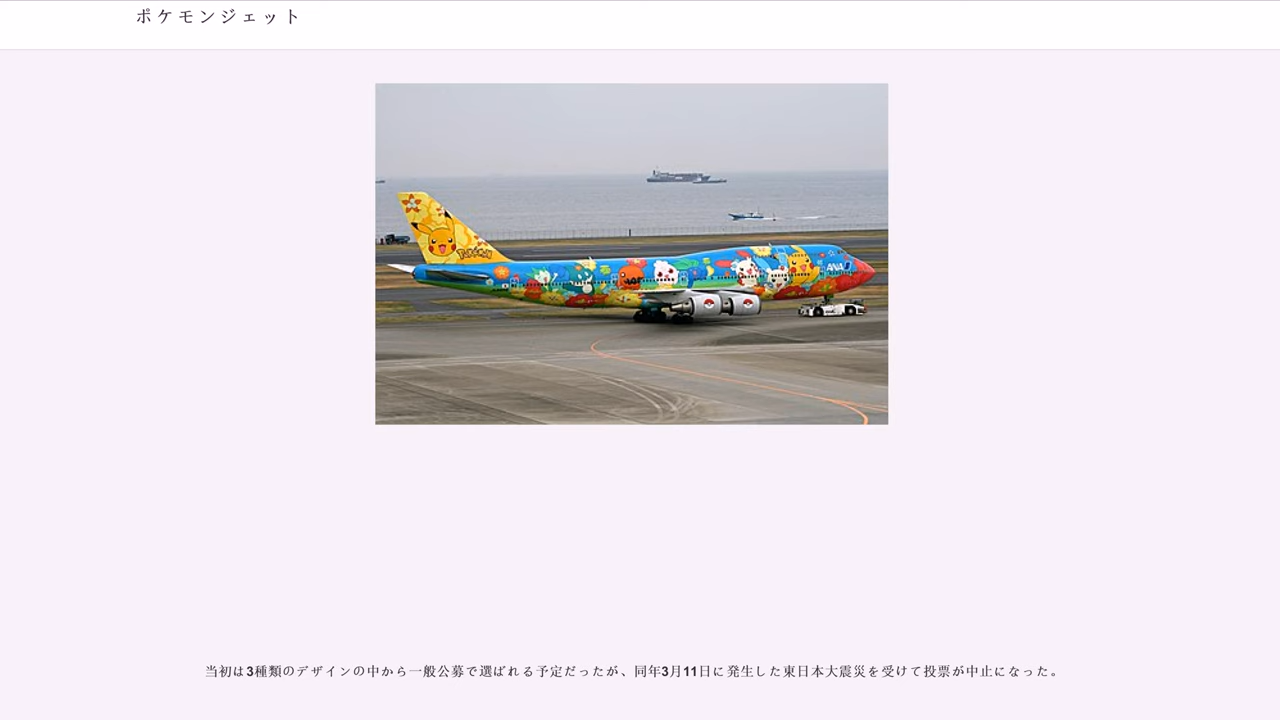 ポケモンジェット
Pokémon
ANA
当初は3種類のデザインの中から一般公募で選ばれる予定だったが、同年3月11日に発生した東日本大震災を受けて投票が中止になった。